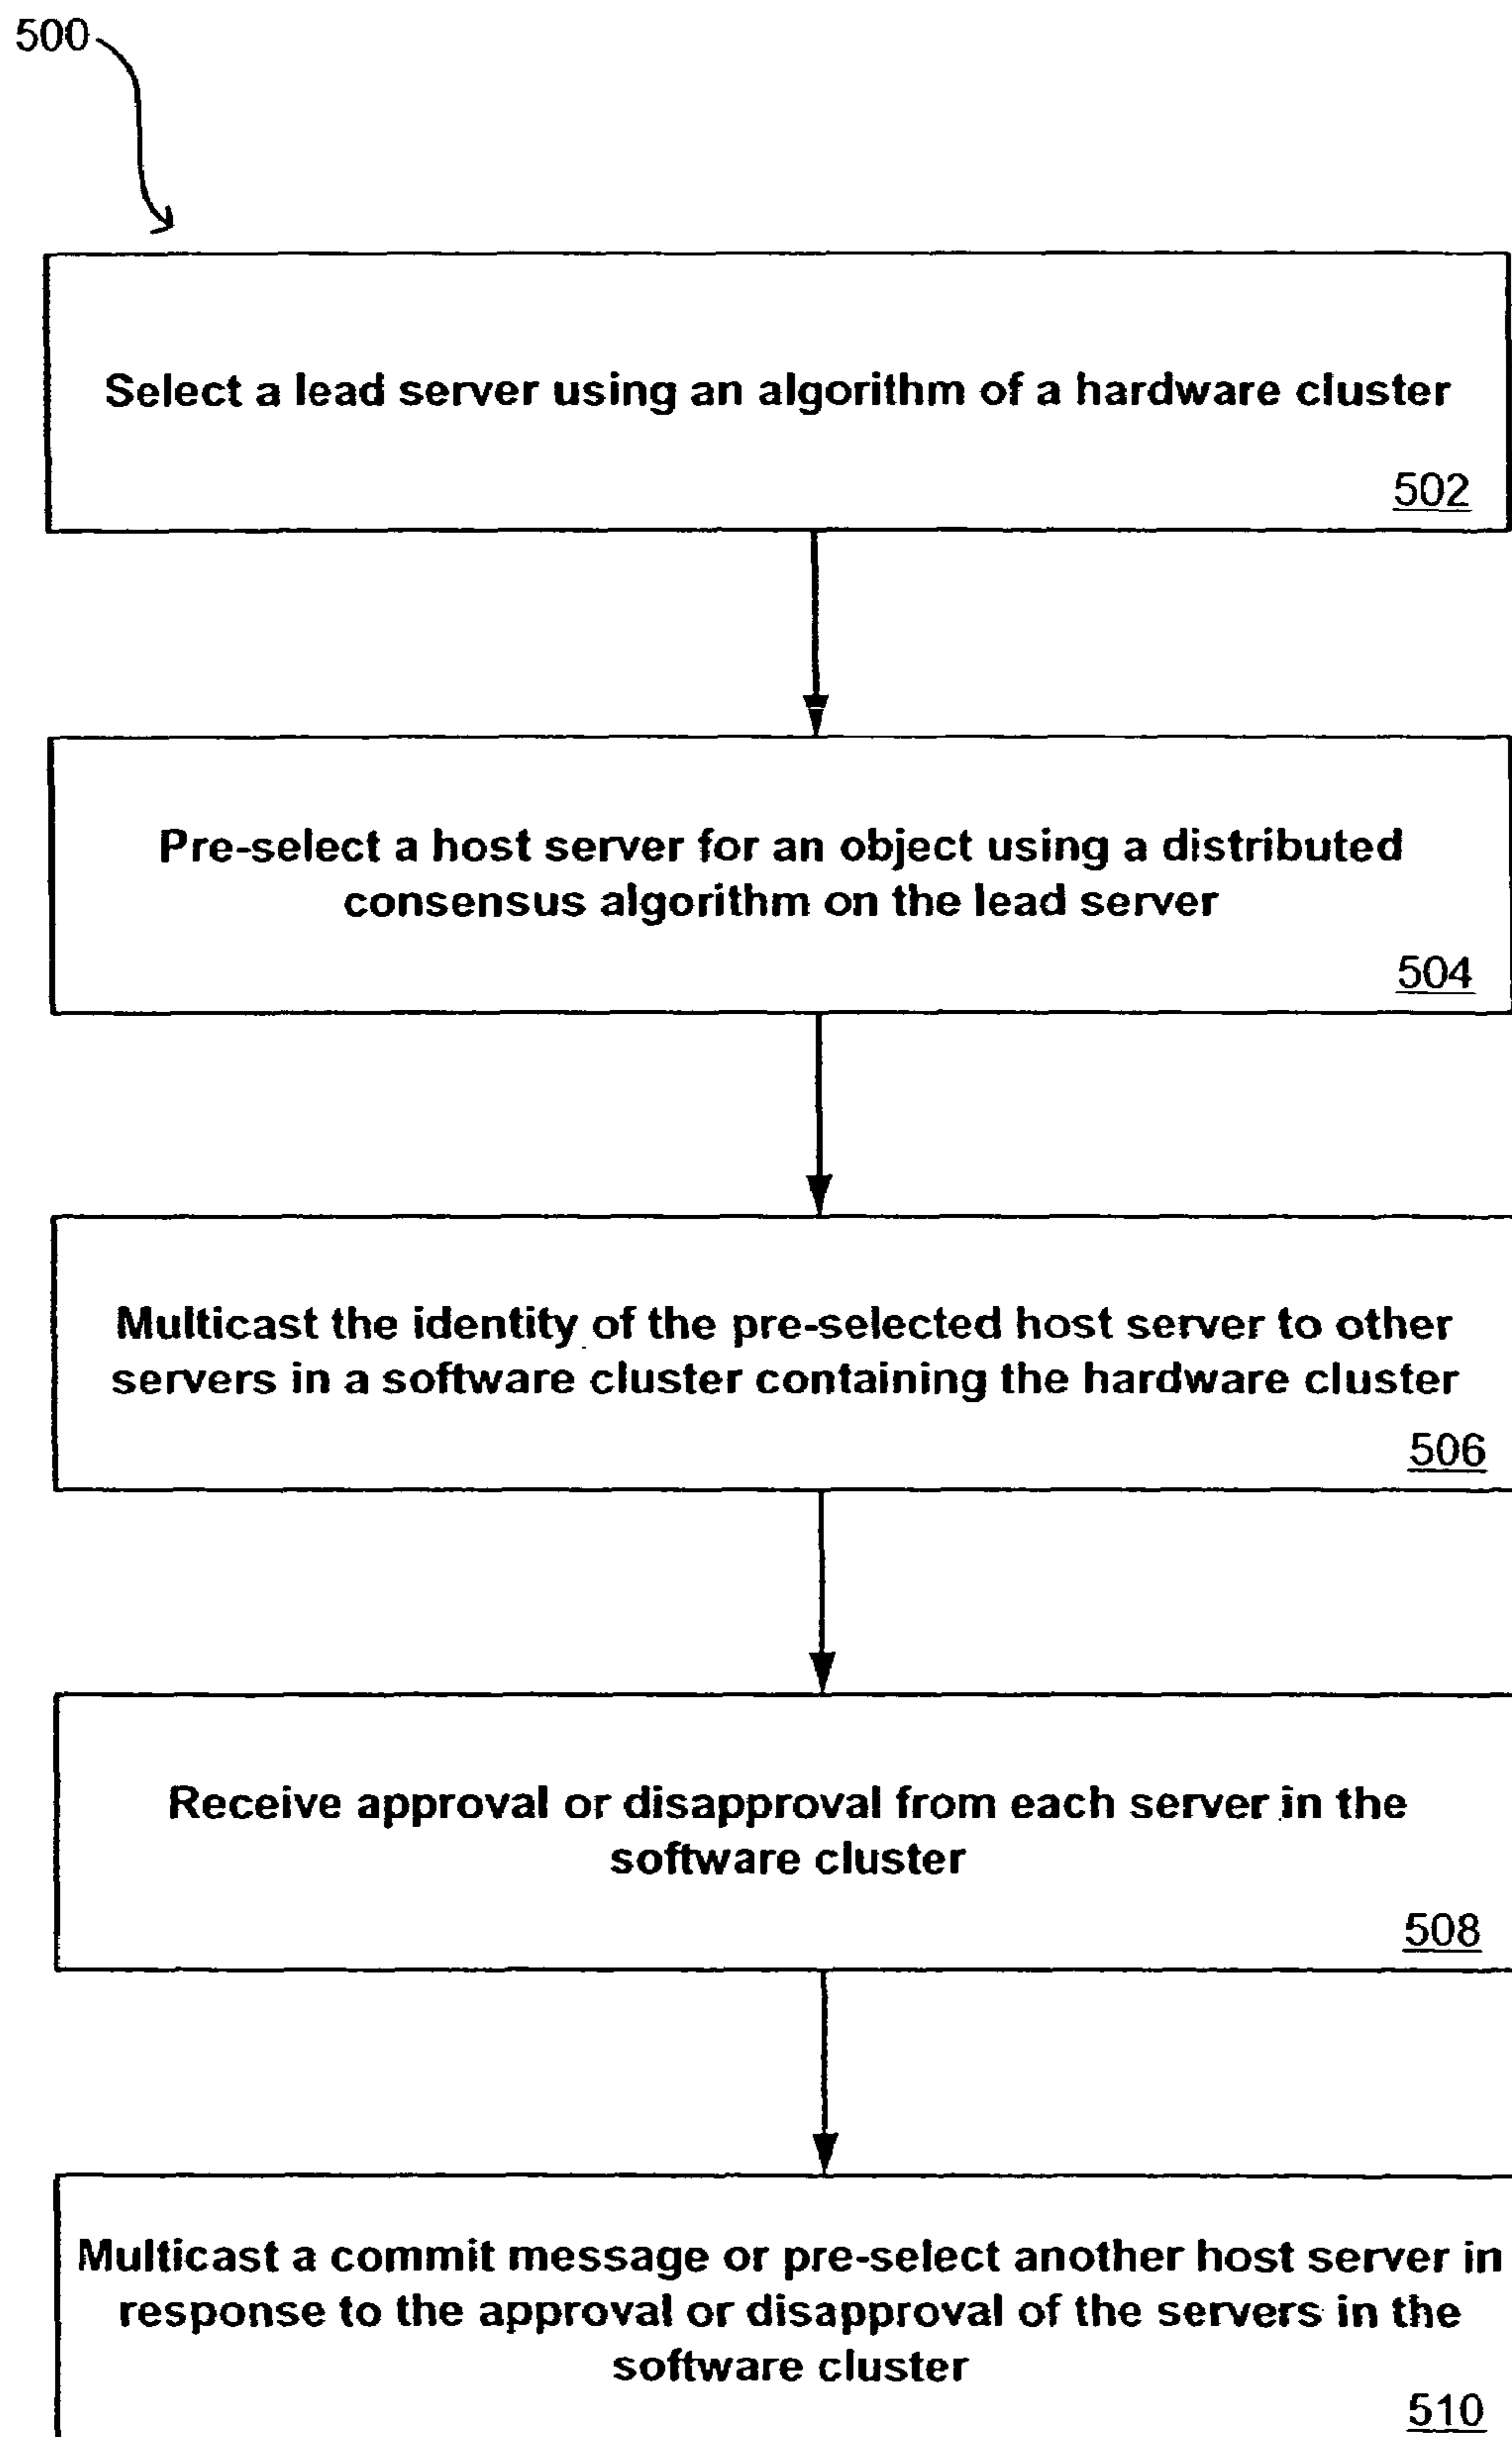 500
Select a lead server using an algorithm of a hardware cluster
502
Pre-select a host server for an object using a distributed
consensus algorithm on the lead server
504
Multicast the identity of the pre-selected host server to other
servers in a software cluster containing the hardware cluster
506
Receive approval or disapproval from each server in the
software cluster
508
Multicast a commit message or pre-select another host server in
response to the approval or disapproval of the servers in the
software cluster
510